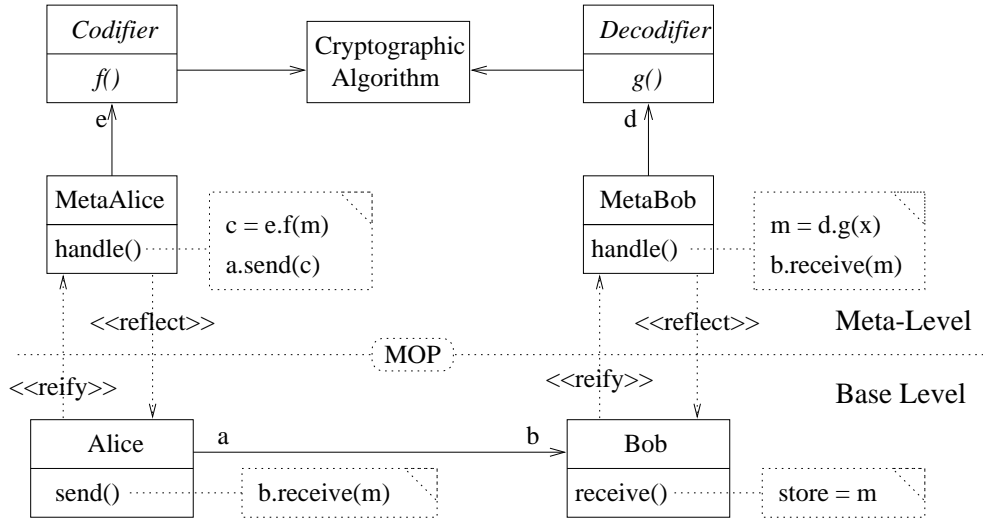 Codifier
f()
Cryptographic
Algorithm
Decodifier
g()
e
d
MetaAlice
handle()
c = e.f(m)
a.send(c)
MetaBob
handle()
m = d.g(x)
b.receive(m)
<<reflect>>
<<reflect>>
Meta-Level
MOP
<<reify>>
<<reify>>
Base Level
Alice
send()
a
b
b.receive(m)
Bob
receive()
store = m